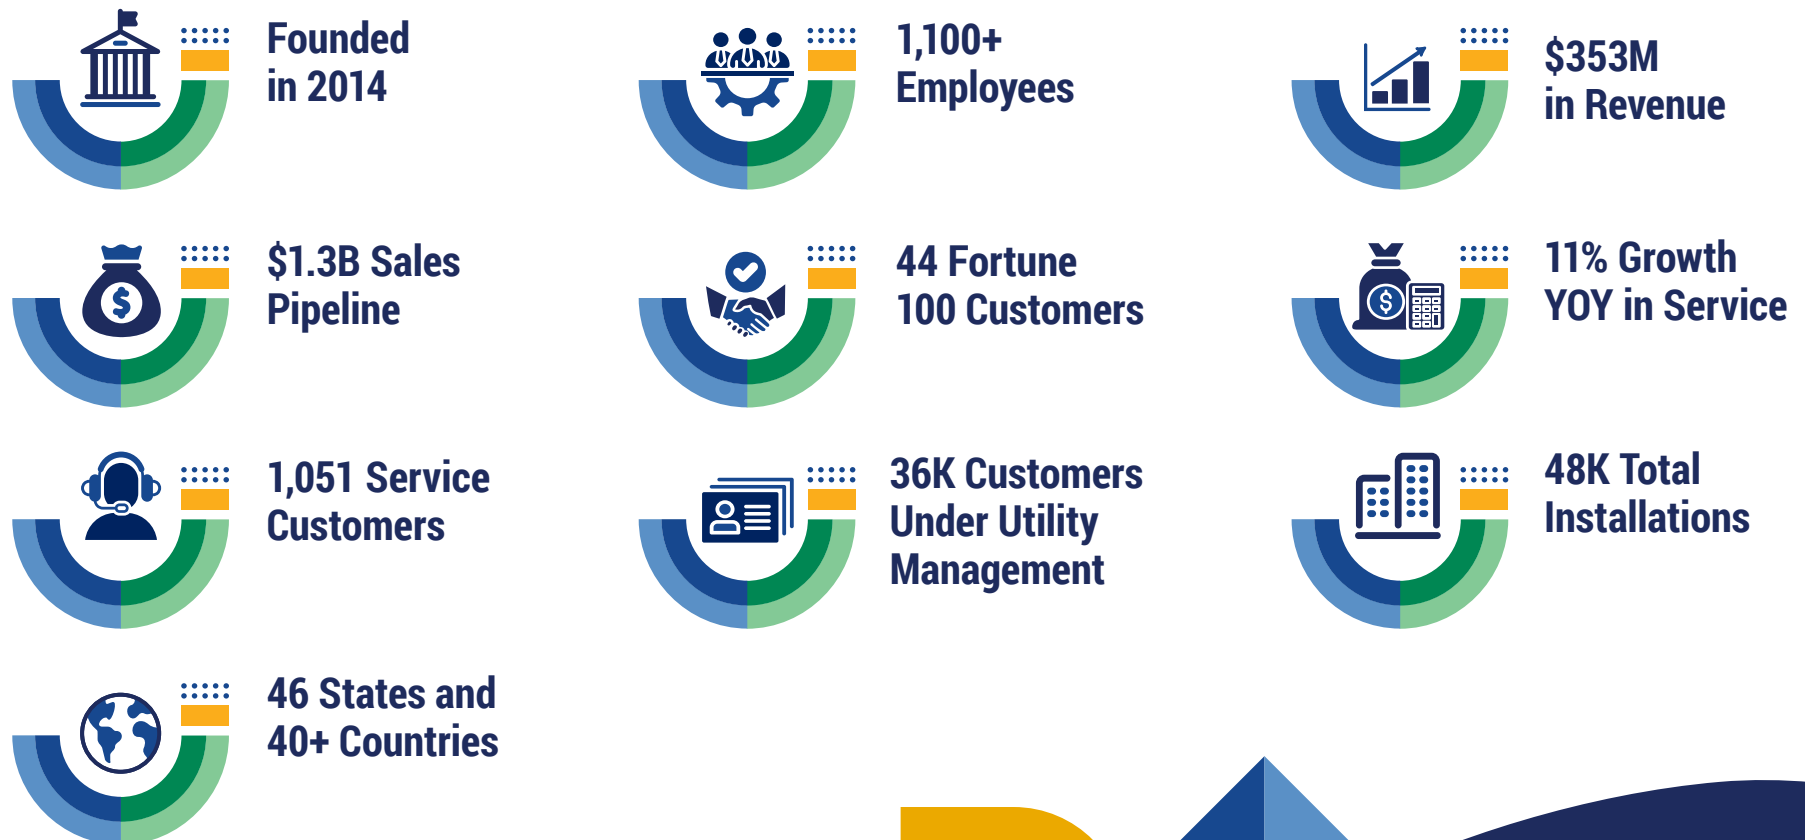 Founded
in 2014
1,100+
Employees
$353M
in Revenue
$1.3B Sales
Pipeline
44 Fortune
100 Customers
11% Growth
YOY in Service
1,051 Service
Customers
36K Customers
Under Utility
Management
48K Total
Installations
46 States and
40+ Countries